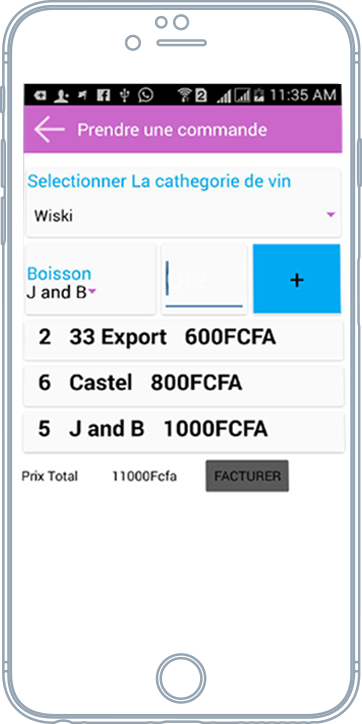 2 11:35 AM
Prendre une commande
Selectionner La cathegorie de vin
Wiski
Boisson
J and B
Qte
+
2 33 Export 600FCFA
6 Castel 800FCFA
5 J and B 1000FCFA
Prix Total 11000Fcfa FACTURER